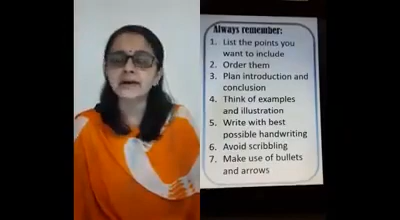 Always remember:
1. List the points you
want to include
2. Order them
3. Plan introduction and
conclusion
4. Think of examples
and illustration
5. Write with best
possible handwriting
6. Avoid scribbling
7. Make use of bullets
and arrows